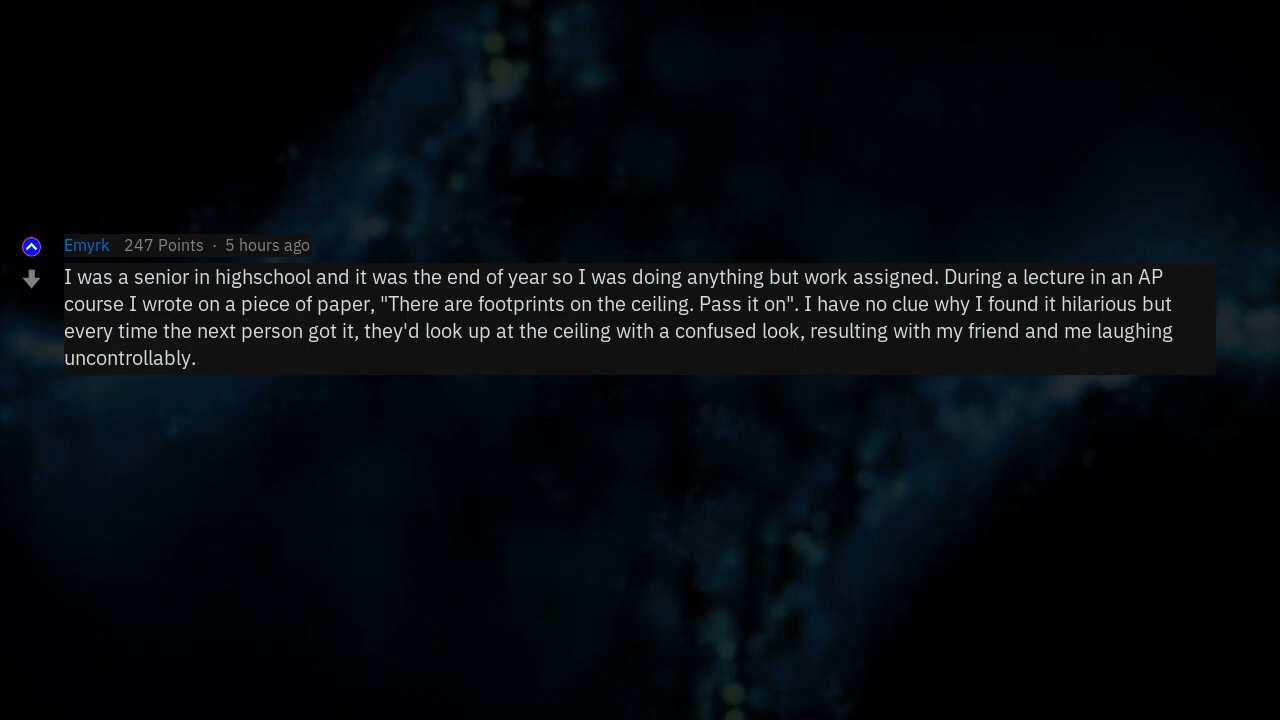 Emyrk 247 Points · 5 hours ago
I was a senior in highschool and it was the end of year so I was doing anything but work assigned. During a lecture in an AP
course I wrote on a piece of paper, "There are footprints on the ceiling. Pass it on". I have no clue why I found it hilarious but
every time the next person got it, they'd look up at the ceiling with a confused look, resulting with my friend and me laughing
uncontrollably.